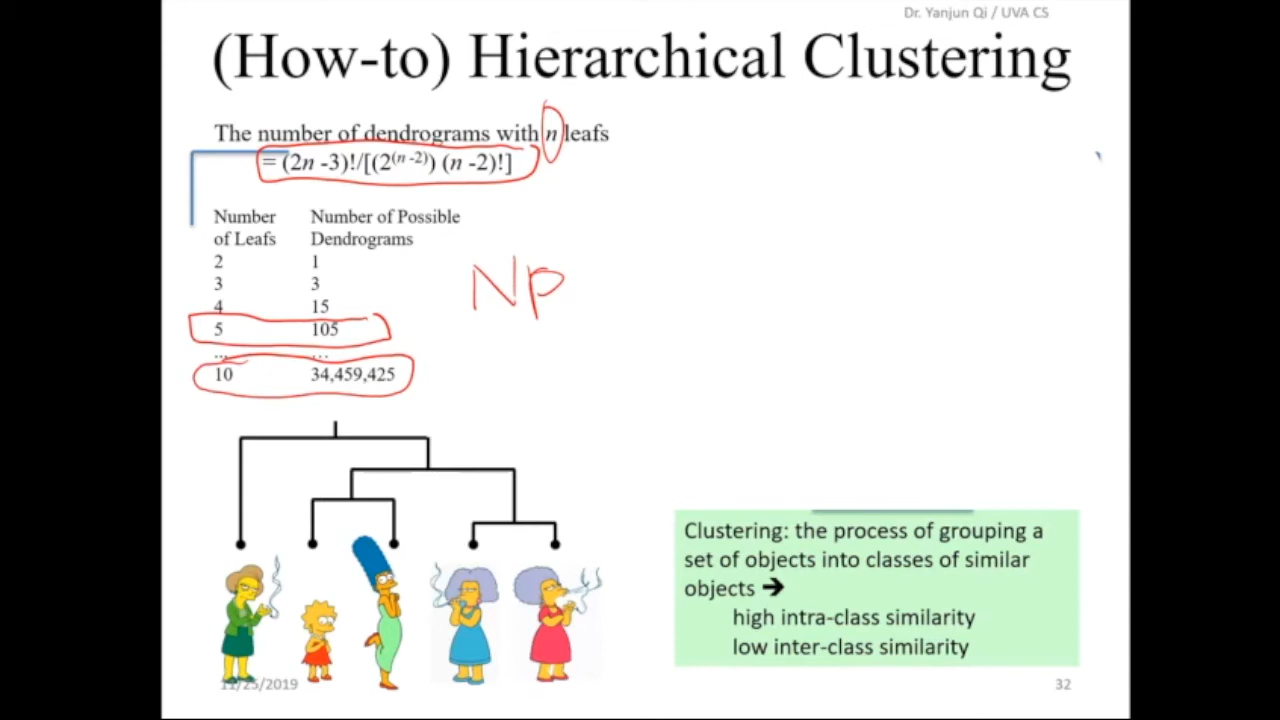 Dr. Yanjun Qi / UVA CS
(How-to) Hierarchical Clustering
The number of dendrograms with n leafs
= (2n -3)!/[(2^(n -2)) (n -2)!]
Number Number of Possible
of Leafs Dendrograms
2 1
3 3
4 15
5 105
... …
10 34,459,425
NP
Clustering: the process of grouping a
set of objects into classes of similar
objects ➔
high intra-class similarity
low inter-class similarity
11/25/2019
32